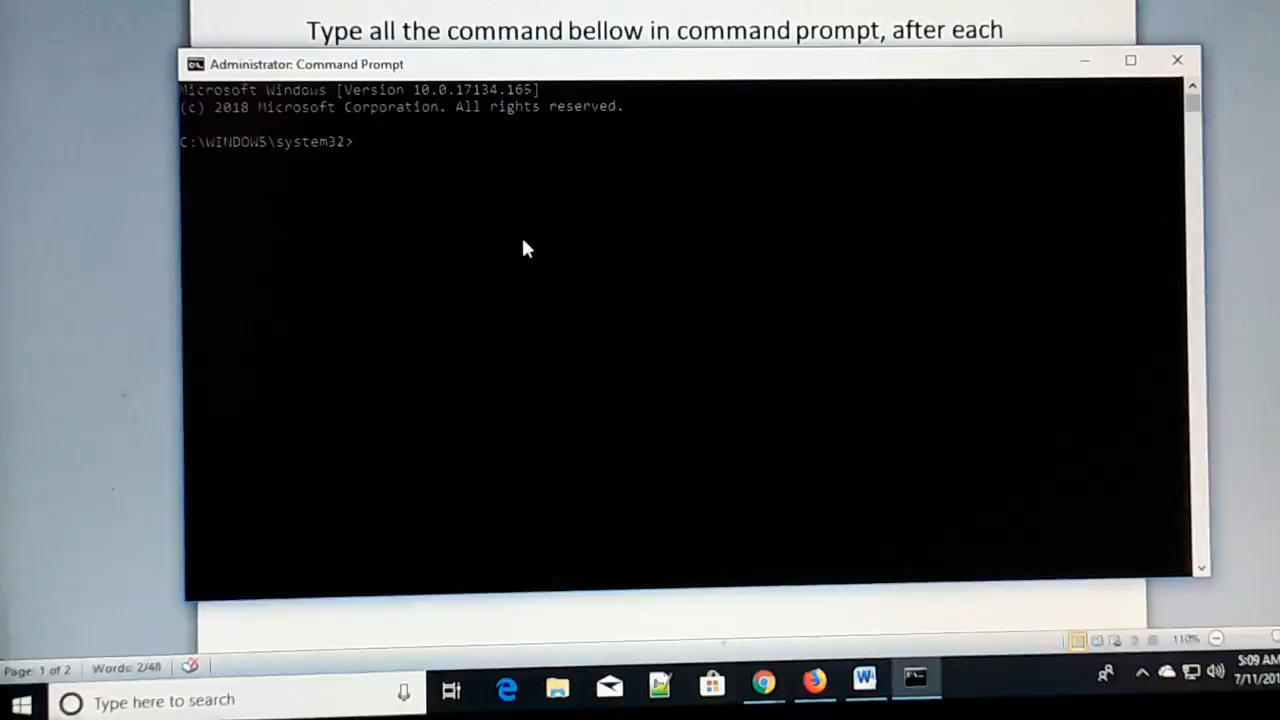 Type all the command bellow in command prompt, after each
Administrator: Command Prompt
Microsoft Windows [Version 10.0.17134.165]
(c) 2018 Microsoft Corporation. All rights reserved.
C:\WINDOWS\system32>
Page: 1 of 2 Words: 2/48
110%
Type here to search
5:09 AM
7/11/201